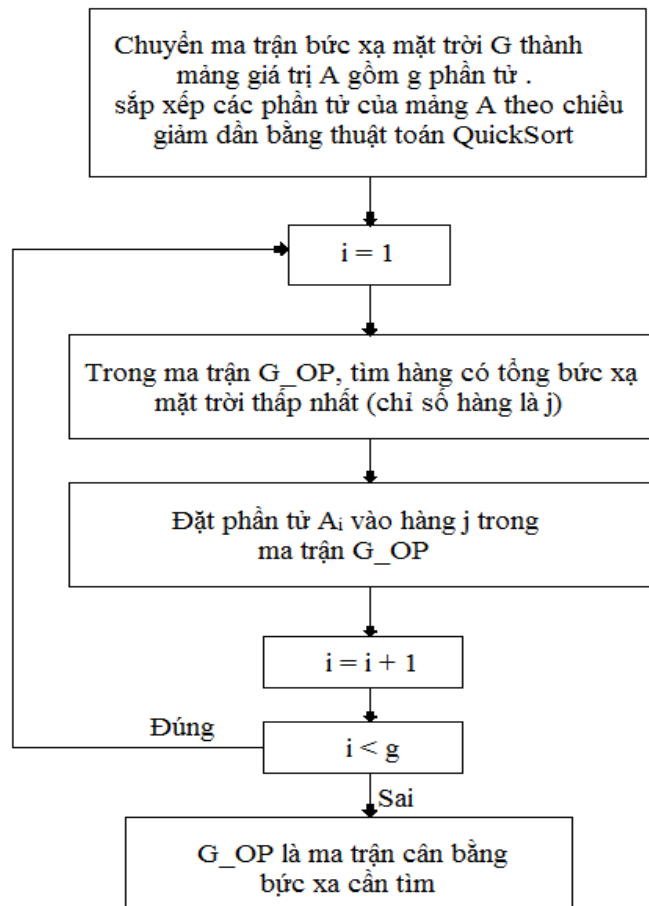 Chuyển ma trận bức xạ mặt trời G thành
mảng giá trị A gồm g phần tử .
sắp xếp các phần tử của mảng A theo chiều
giảm dần bằng thuật toán QuickSort
i = 1
Trong ma trận G_OP, tìm hàng có tổng bức xạ
mặt trời thấp nhất (chỉ số hàng là j)
Đặt phần tử Aᵢ vào hàng j trong
ma trận G_OP
i = i + 1
Đúng
i < g
Sai
G_OP là ma trận cân bằng
bức xa cần tìm